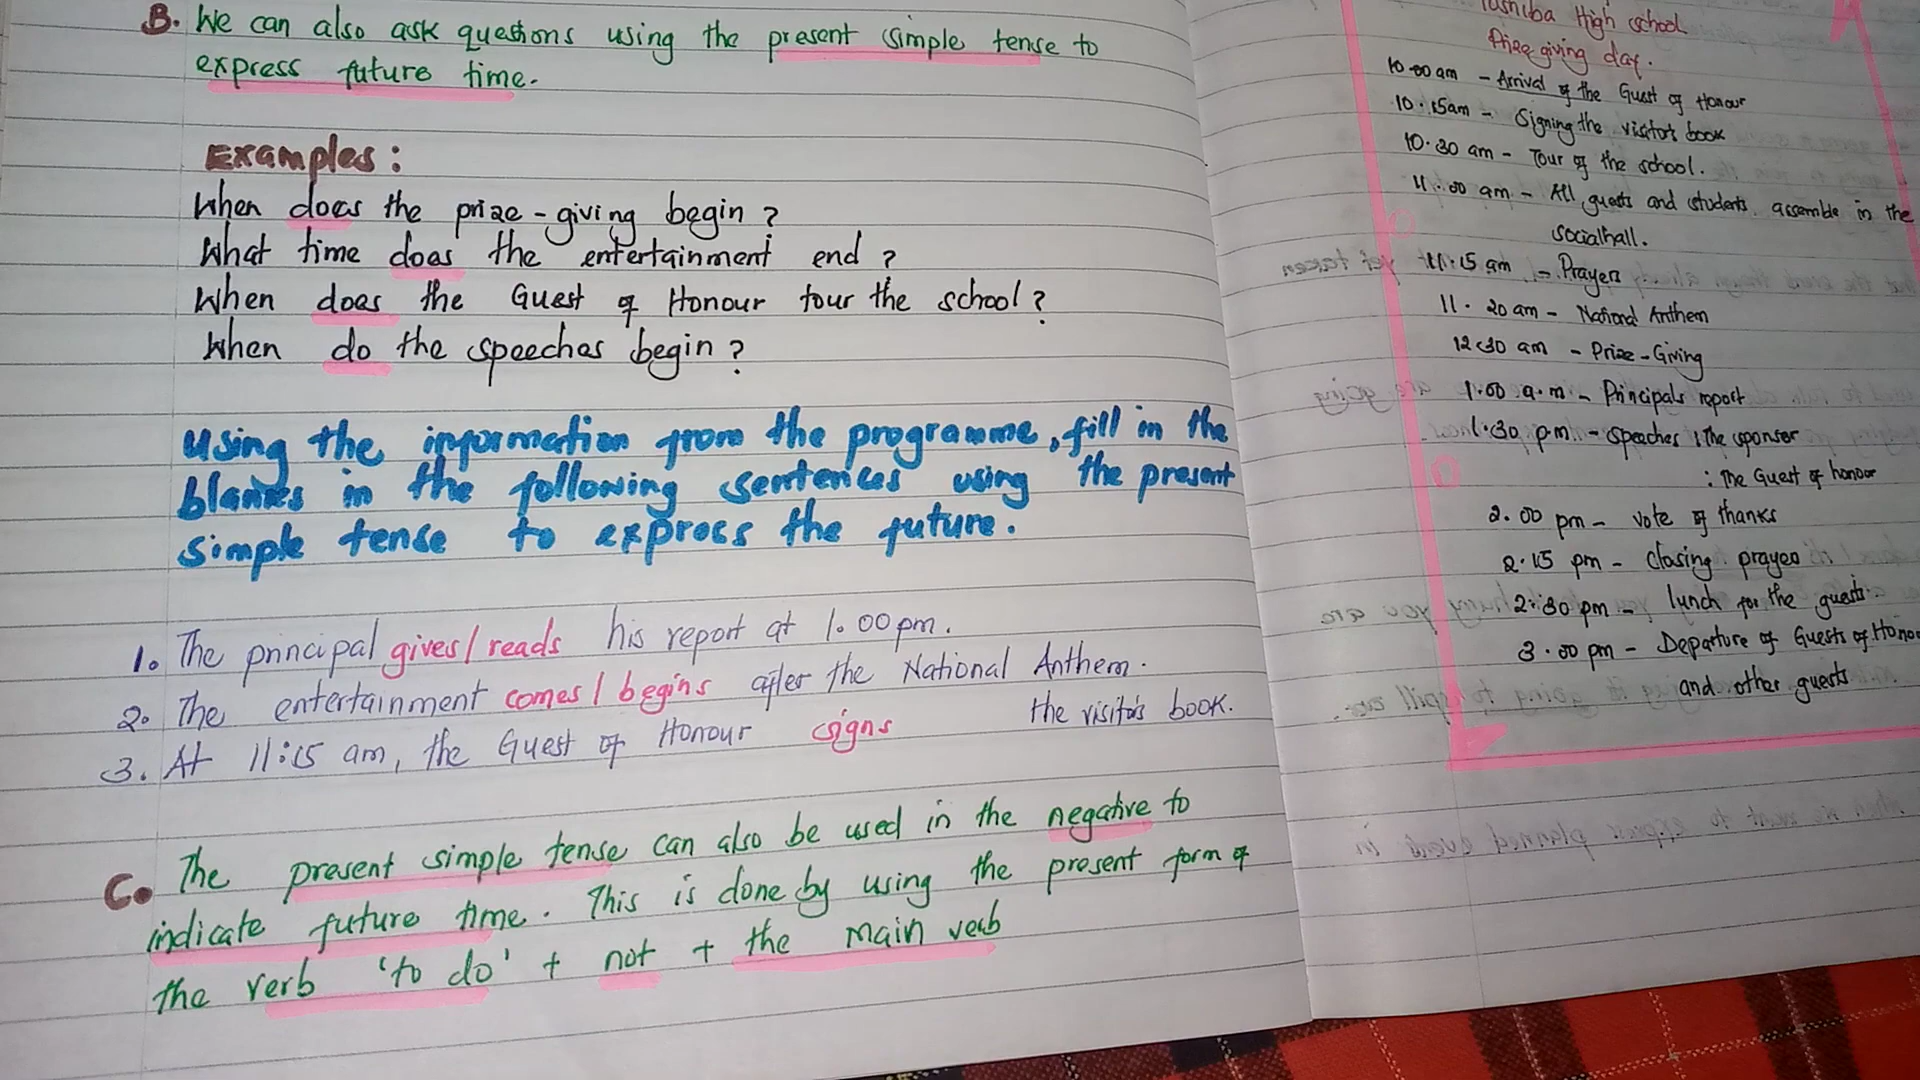 B. We can also ask questions using the present simple tense to
express future time.
Examples:
When does the prize-giving begin?
What time does the entertainment end?
When does the Guest of Honour tour the school?
When do the speeches begin?
Using the information from the programme, fill in the
blanks in the following sentences using the present
simple tense to express the future.
1. The principal gives/reads his report at 1.00pm.
2. The entertainment comes/begins after the National Anthem.
3. At 11:15 am, the Guest of Honour signs the visitor's book.
C. The present simple tense can also be used in the negative to
indicate future time. This is done by using the present form of
the verb 'to do' + not + the main verb
High school
Prize giving day.
10.00am - Arrival of the Guest of Honour
10.15am - Signing the visitor's book
10.30 am - Tour of the school.
11.00 am - All guests and students assemble in the
socialhall.
11.15 am - Prayers
11.20am - National Anthem
12.30 am - Prize-Giving
1.00 a.m - Principals report
1.30 p.m. - speeches : The sponser
: The Guest of honour
2.00 pm - vote of thanks
2.15 pm - Closing prayer
2:30 pm - lunch for the guests.
3.00 pm - Departure of Guests of Hono
and other guests